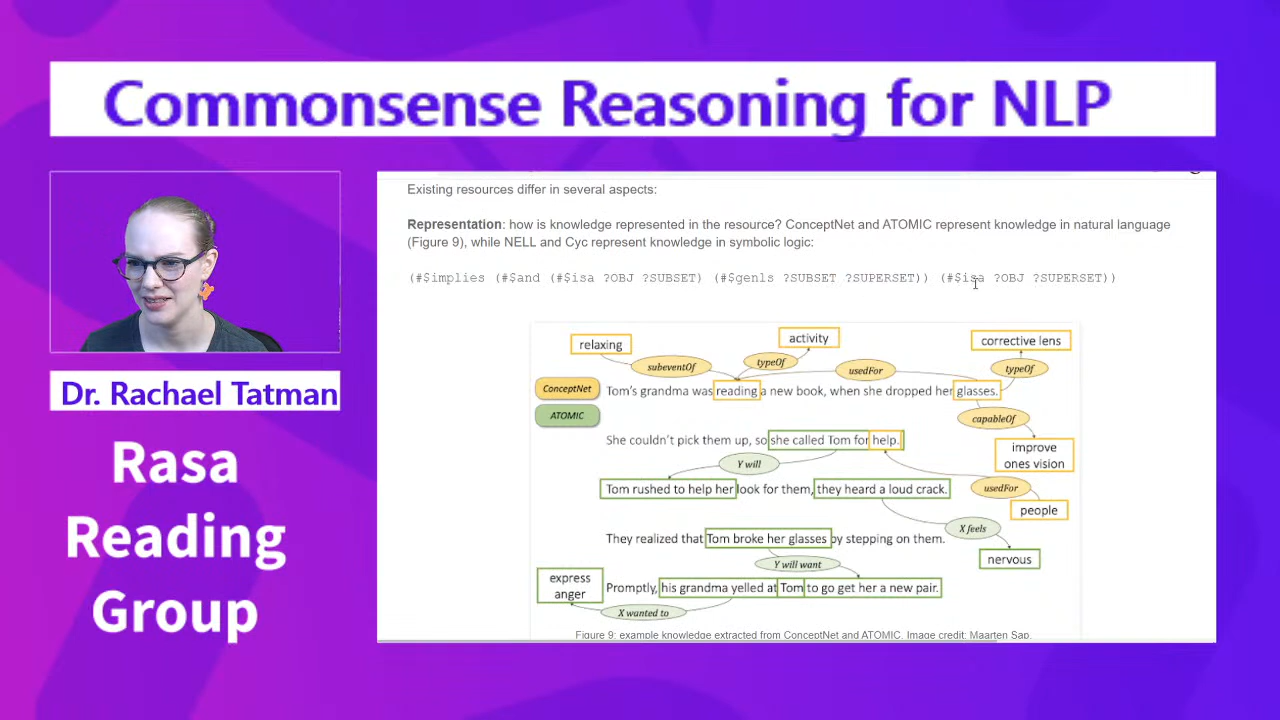 Commonsense Reasoning for NLP
Dr. Rachael Tatman
Rasa
Reading
Group
Existing resources differ in several aspects:
Representation: how is knowledge represented in the resource? ConceptNet and ATOMIC represent knowledge in natural language
(Figure 9), while NELL and Cyc represent knowledge in symbolic logic:
(#$implies (#$and (#$isa ?OBJ ?SUBSET) (#$genls ?SUBSET ?SUPERSET)) (#$isa ?OBJ ?SUPERSET))
relaxing
activity
corrective lens
subeventOf
typeOf
usedFor
typeOf
ConceptNet
Tom's grandma was reading a new book, when she dropped her glasses.
ATOMIC
capableOf
She couldn't pick them up, so she called Tom for help.
improve
ones vision
Y will
Tom rushed to help her look for them, they heard a loud crack.
usedFor
people
X feels
They realized that Tom broke her glasses by stepping on them.
nervous
Y will want
express
anger
Promptly, his grandma yelled at Tom to go get her a new pair.
X wanted to
Figure 9: example knowledge extracted from ConceptNet and ATOMIC. Image credit: Maarten Sap.